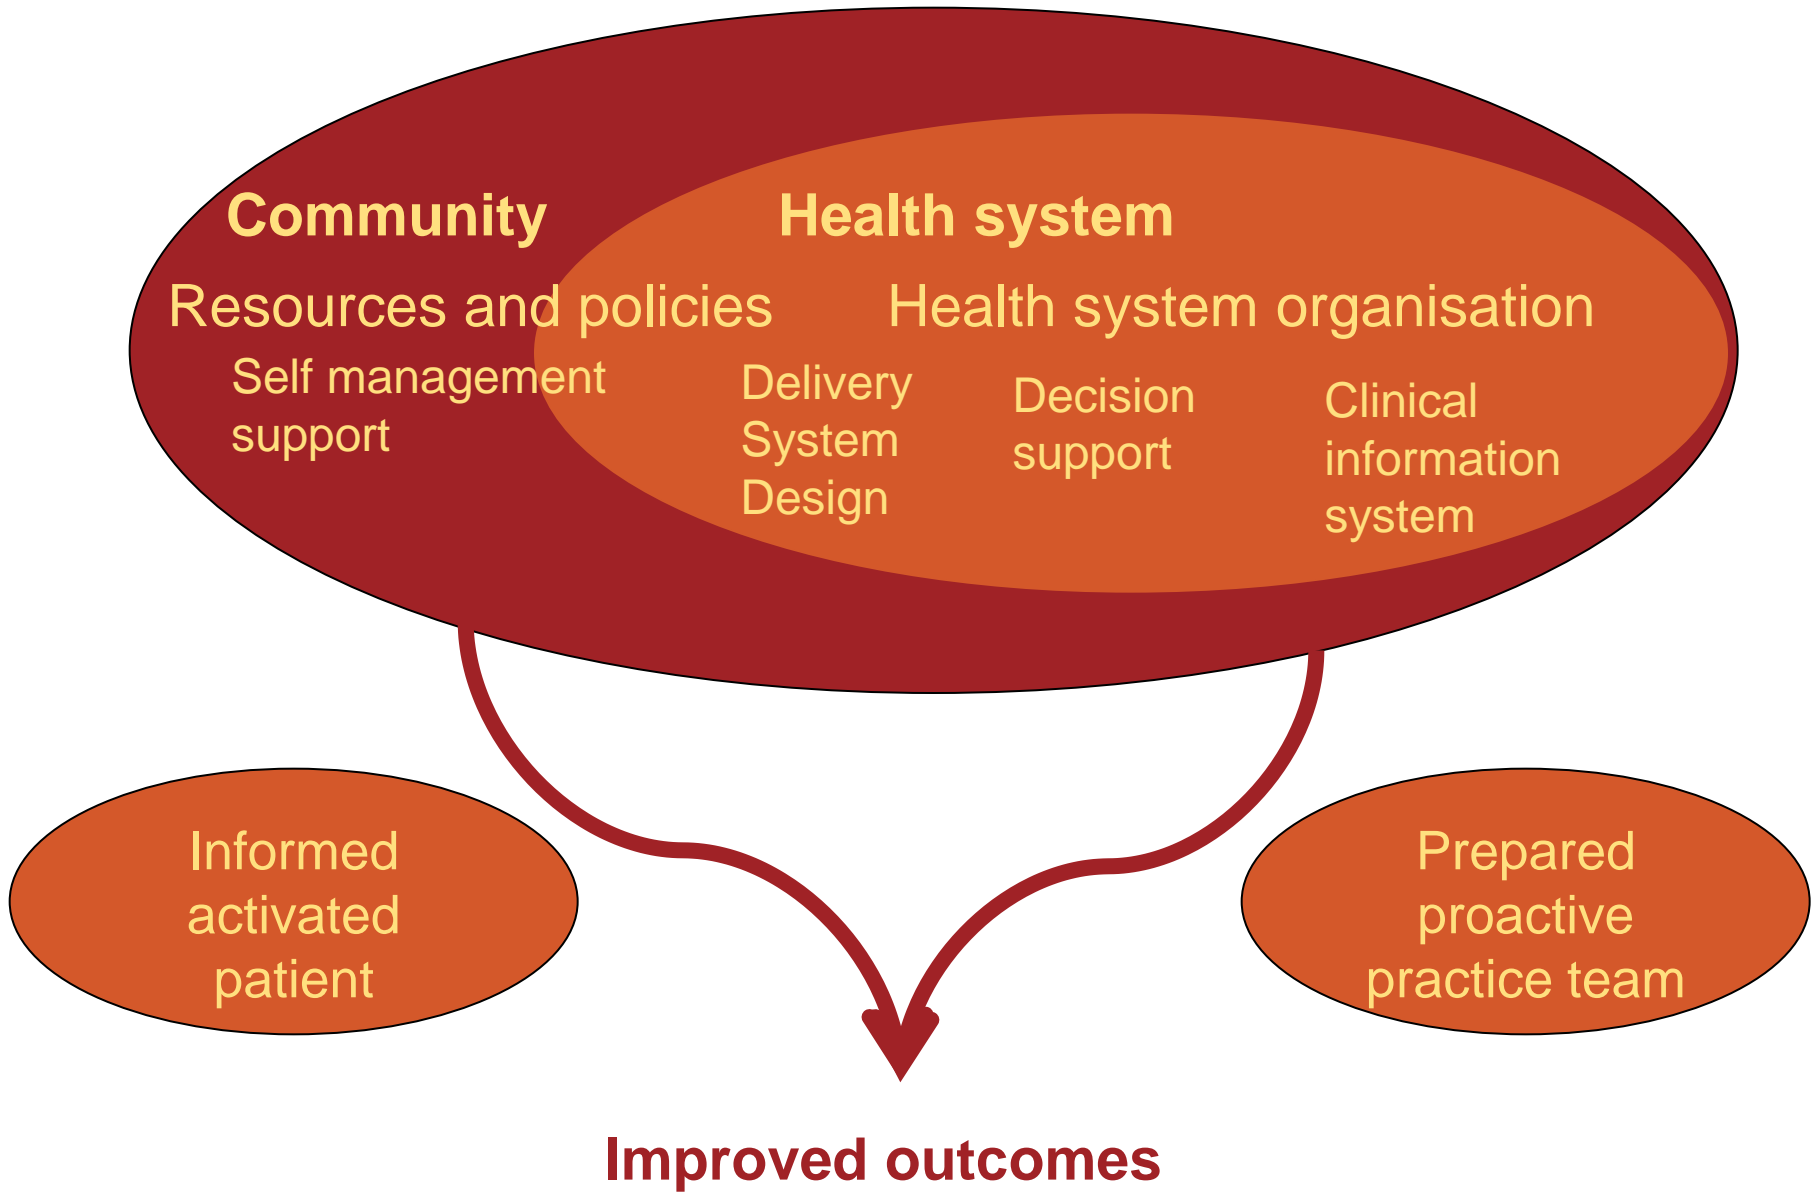 Community
Health system
Resources and policies
Health system organisation
Self management
support
Delivery
System
Design
Decision
support
Clinical
information
system
Informed
activated
patient
Prepared
proactive
practice team
Improved outcomes